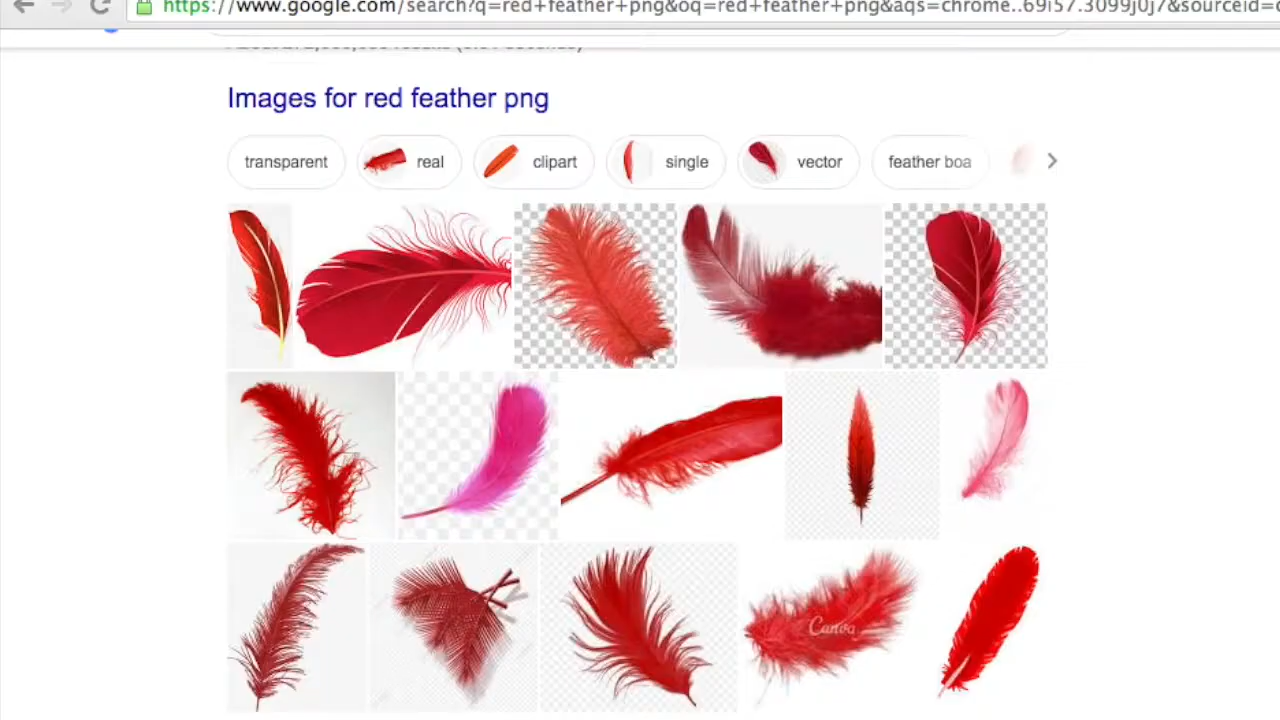 https://www.google.com/search?q=red+feather+png&oq=red+feather+png&aqs=chrome..69i57.3099j0j7&sourceid=
Images for red feather png
transparent real clipart single vector feather boa
Canva